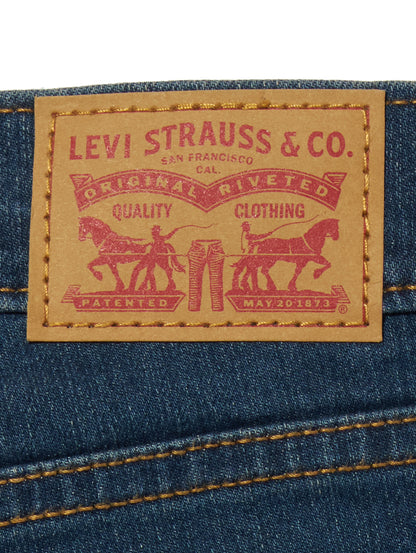 LEVI STRAUSS & CO.
SAN FRANCISCO
CAL.
ORIGINAL RIVETED
QUALITY CLOTHING
PATENTED MAY 20 1873
®